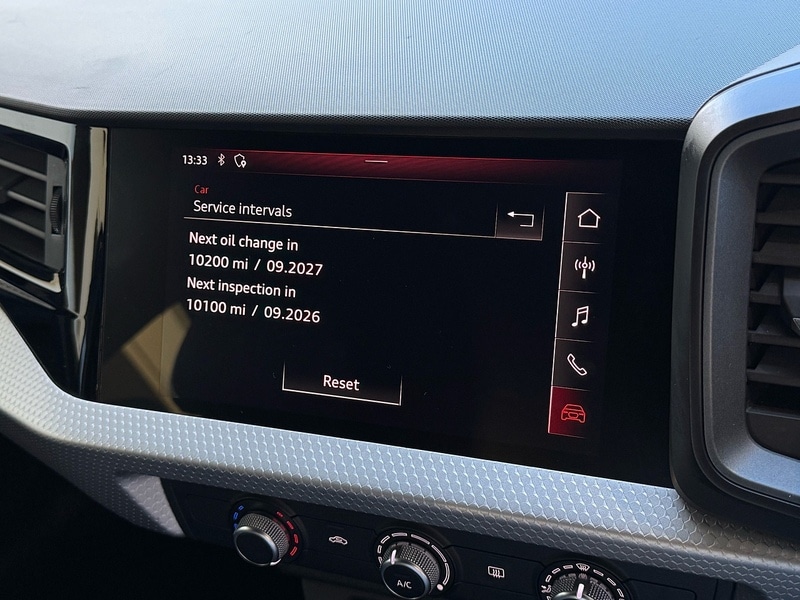 13:33
Car
Service intervals
Next oil change in
10200 mi / 09.2027
Next inspection in
10100 mi / 09.2026
Reset
A/C